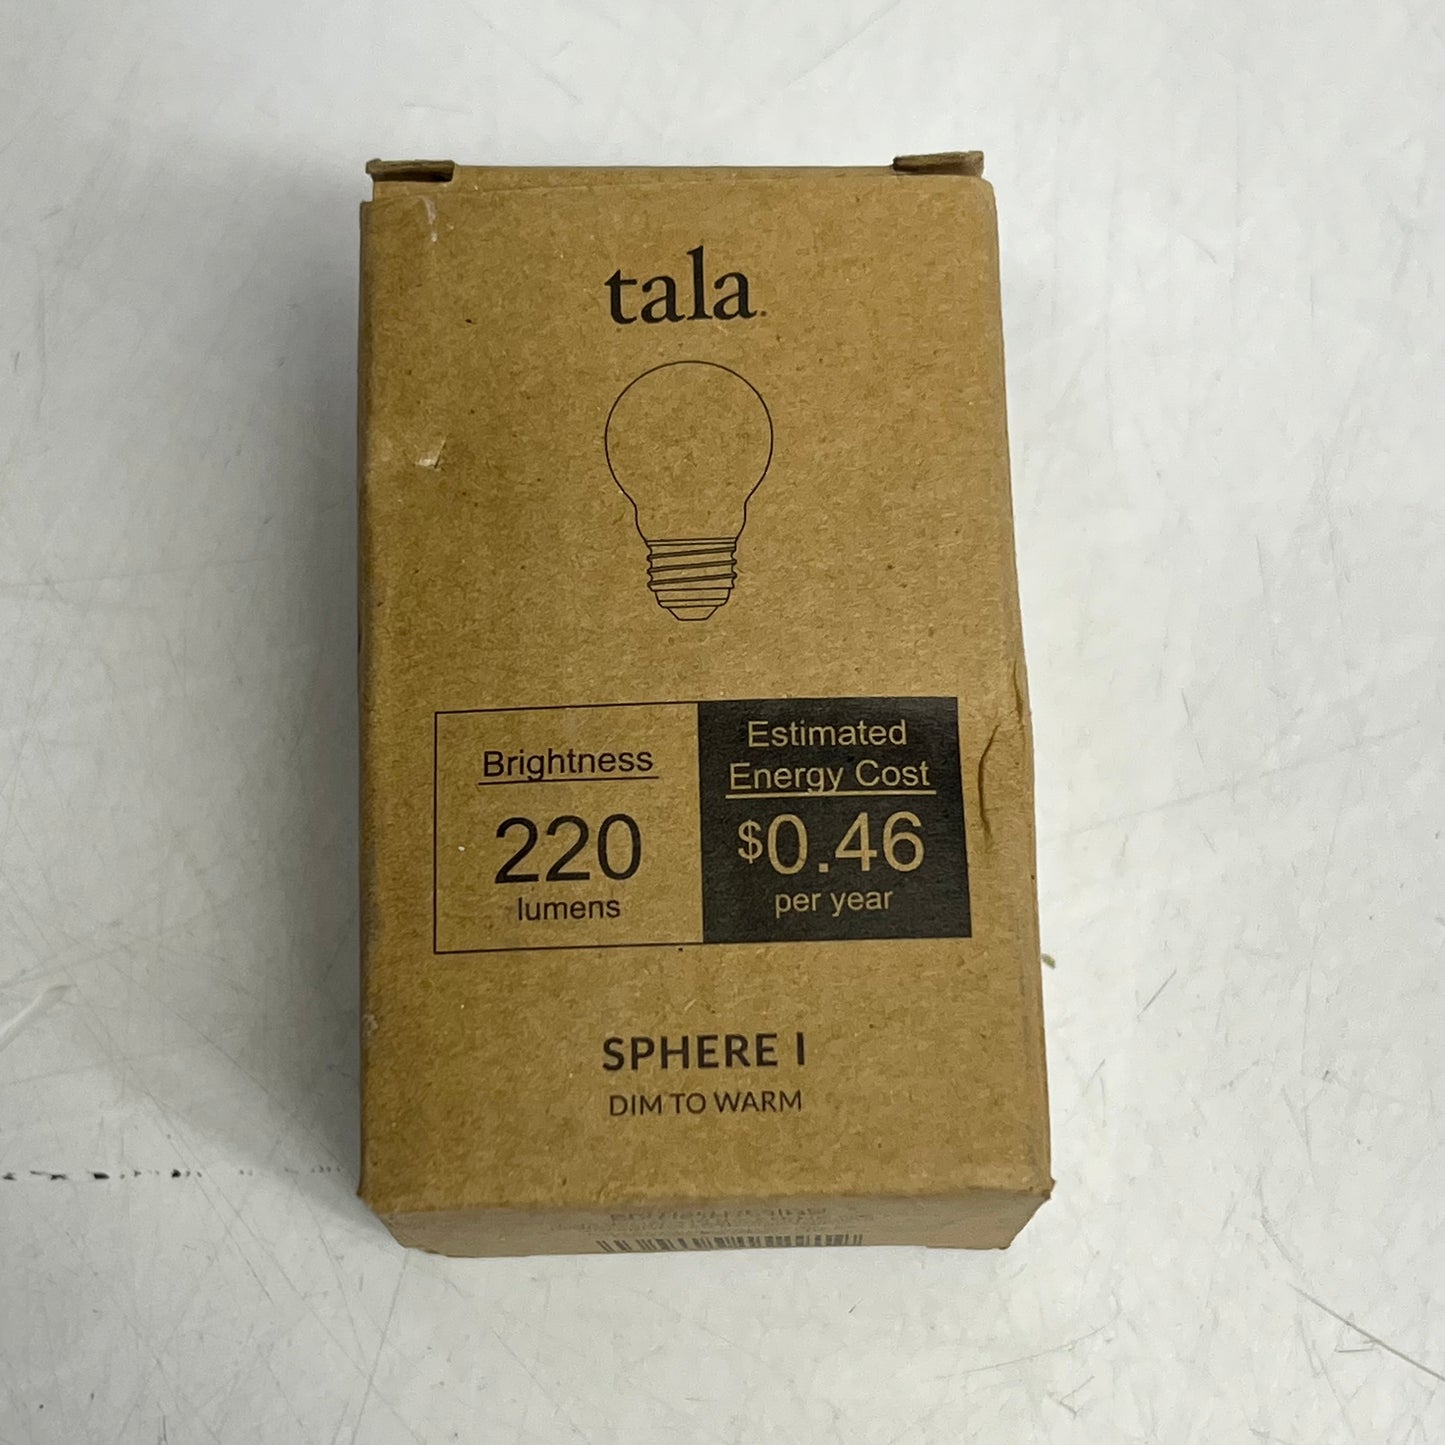 tala
Brightness
220
lumens
Estimated
Energy Cost
$0.46
per year
SPHERE I
DIM TO WARM